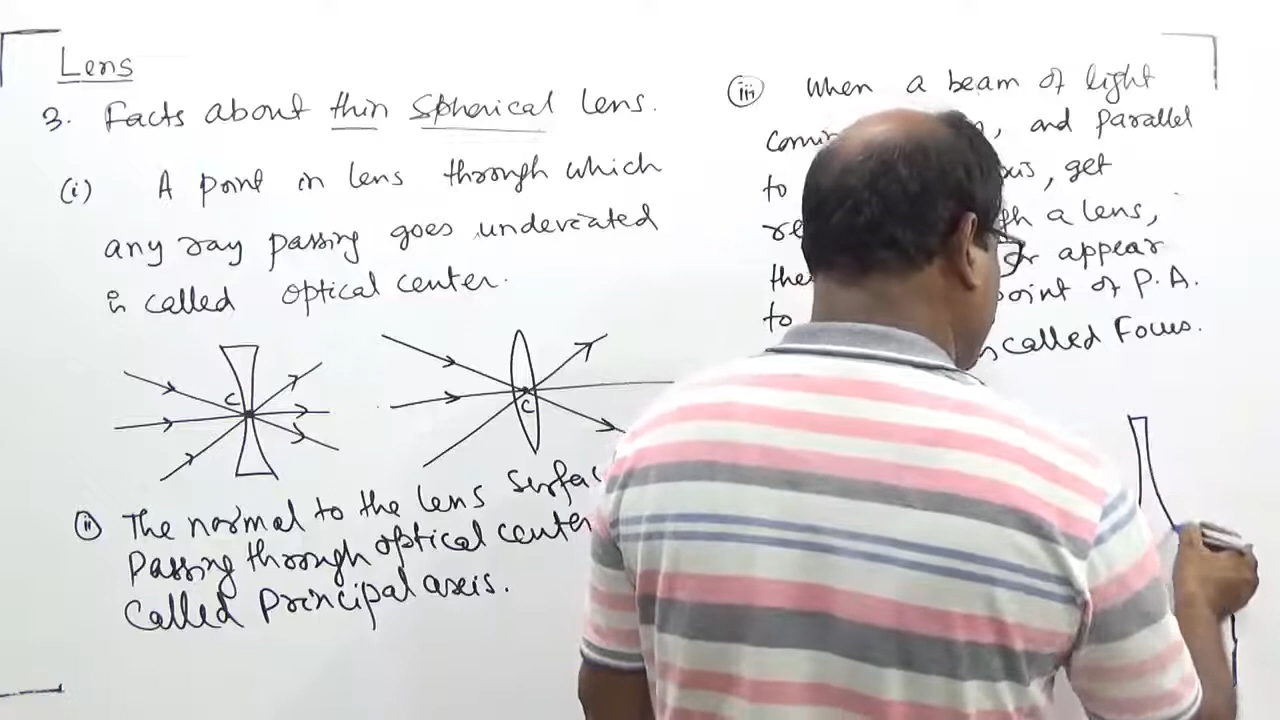 Lens
3. Facts about thin spherical lens.
(i) A point in lens through which
any ray passing goes undeviated
is called optical center.
C
C
(ii) The normal to the lens surfac
passing through optical center
called principal axis.
(iii) When a beam of light
and parallel
to get
a lens,
or appear
to point of P.A.
called Focus.